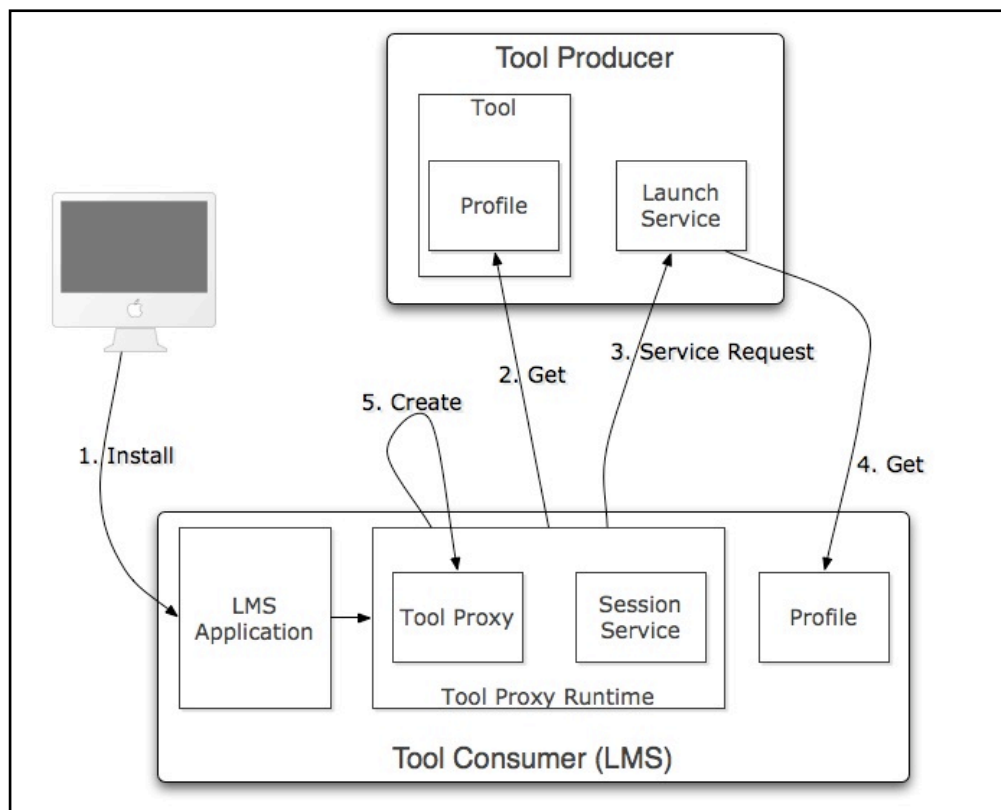 Tool Producer
Tool
Profile
Launch
Service
2. Get
3. Service Request
5. Create
1. Install
4. Get
LMS
Application
Tool Proxy
Session
Service
Profile
Tool Proxy Runtime
Tool Consumer (LMS)